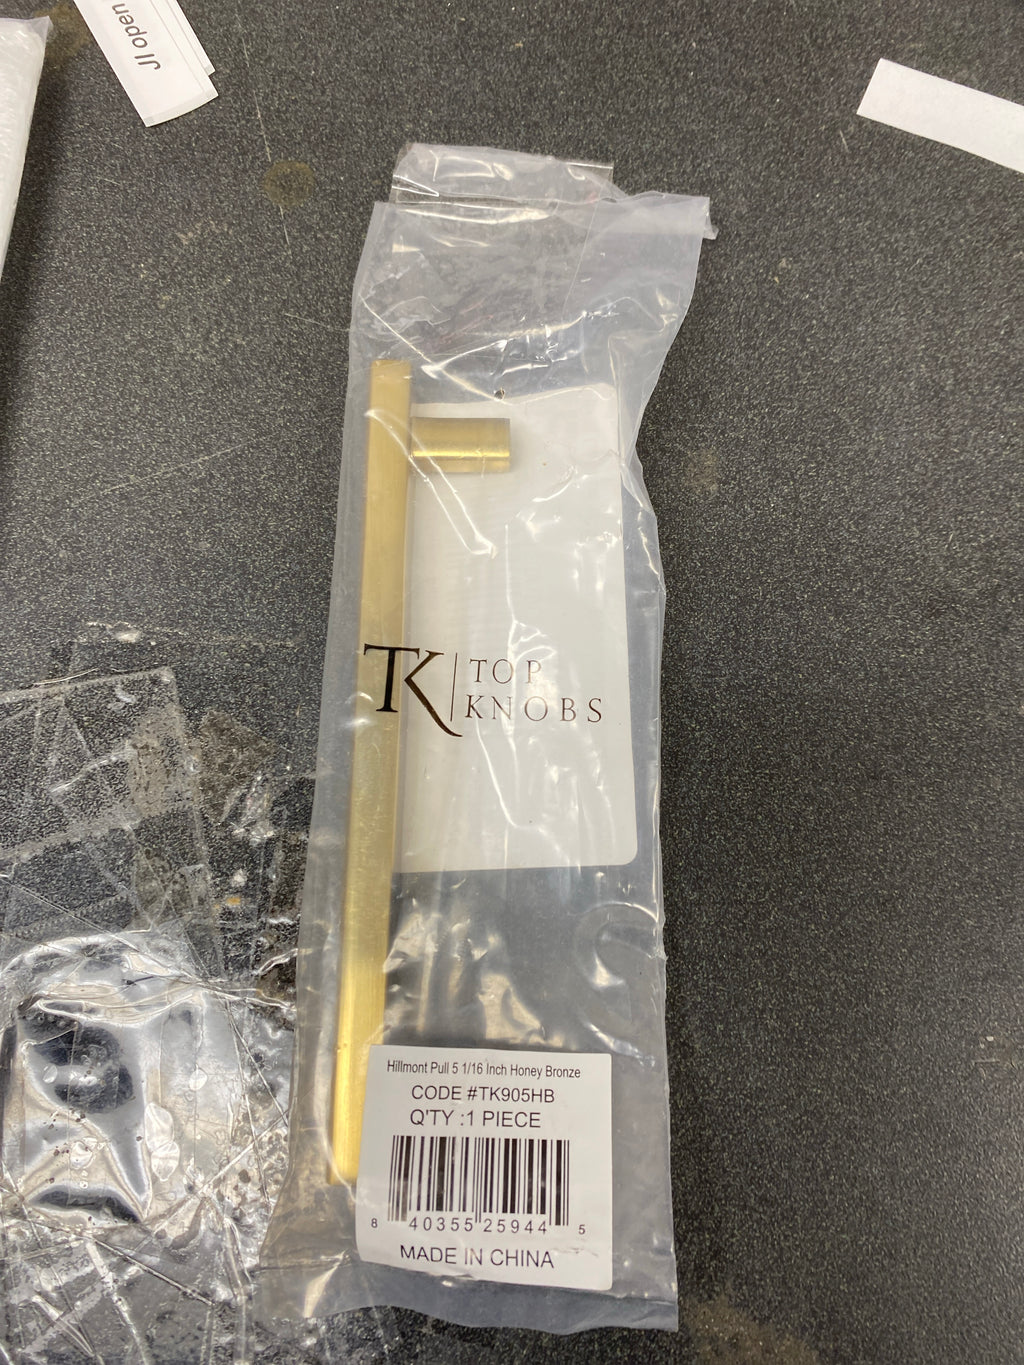 JI open
TK TOP
KNOBS
Hillmont Pull 5 1/16 Inch Honey Bronze
CODE #TK905HB
Q'TY :1 PIECE
8 40355 25944 5
MADE IN CHINA